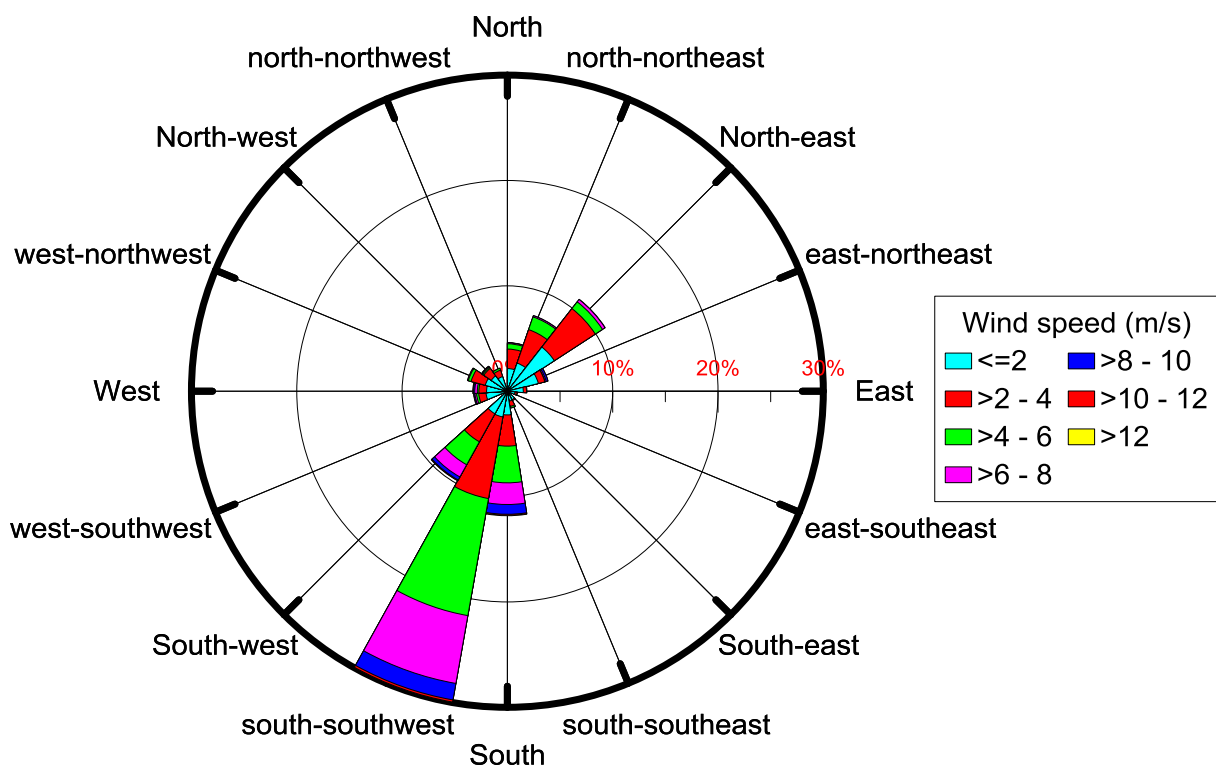 North
north-northwest
north-northeast
North-west
North-east
west-northwest
east-northeast
Wind speed (m/s)
<=2
>8 - 10
0%
10%
20%
30%
West
East
>2 - 4
>10 - 12
>4 - 6
>12
>6 - 8
west-southwest
east-southeast
South-west
South-east
south-southwest
south-southeast
South